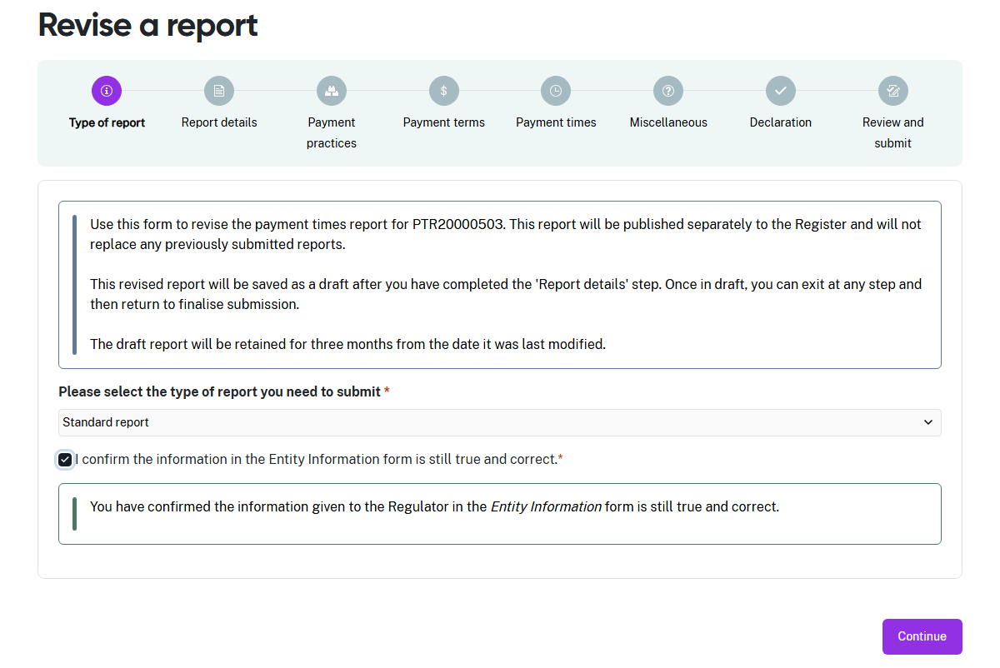 Revise a report
Type of report
Report details
Payment
practices
Payment terms
Payment times
Miscellaneous
Declaration
Review and
submit
Use this form to revise the payment times report for PTR20000503. This report will be published separately to the Register and will not
replace any previously submitted reports.
This revised report will be saved as a draft after you have completed the 'Report details' step. Once in draft, you can exit at any step and
then return to finalise submission.
The draft report will be retained for three months from the date it was last modified.
Please select the type of report you need to submit *
Standard report
I confirm the information in the Entity Information form is still true and correct.*
You have confirmed the information given to the Regulator in the Entity Information form is still true and correct.
Continue